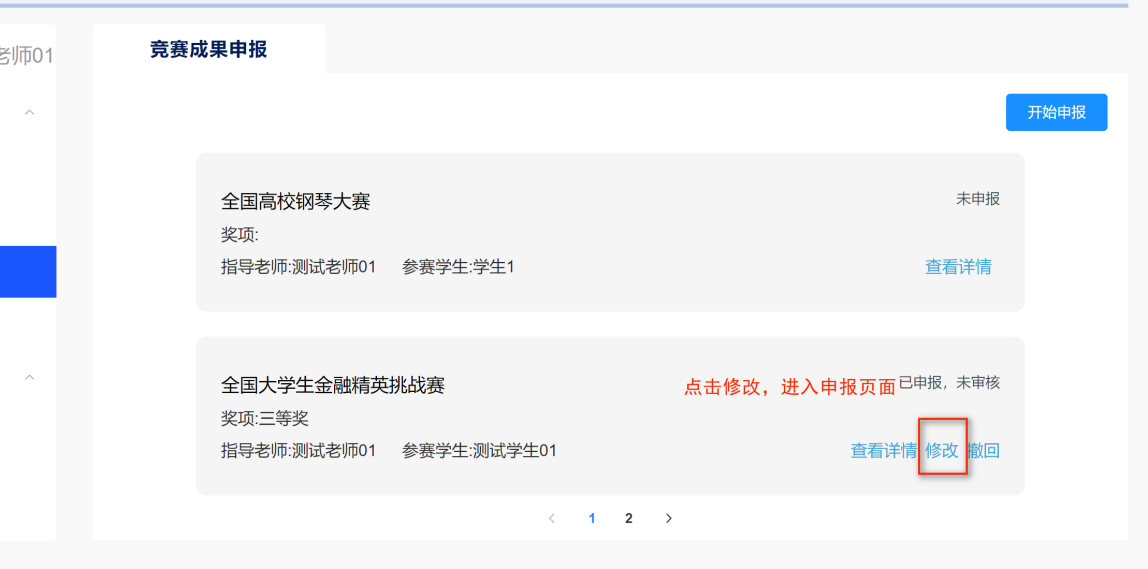 老师01
竞赛成果申报
开始申报
全国高校钢琴大赛
未申报
奖项:
指导老师:测试老师01 参赛学生:学生1
查看详情
全国大学生金融精英挑战赛
点击修改，进入申报页面
已申报，未审核
奖项:三等奖
指导老师:测试老师01 参赛学生:测试学生01
查看详情 修改 撤回
1 2